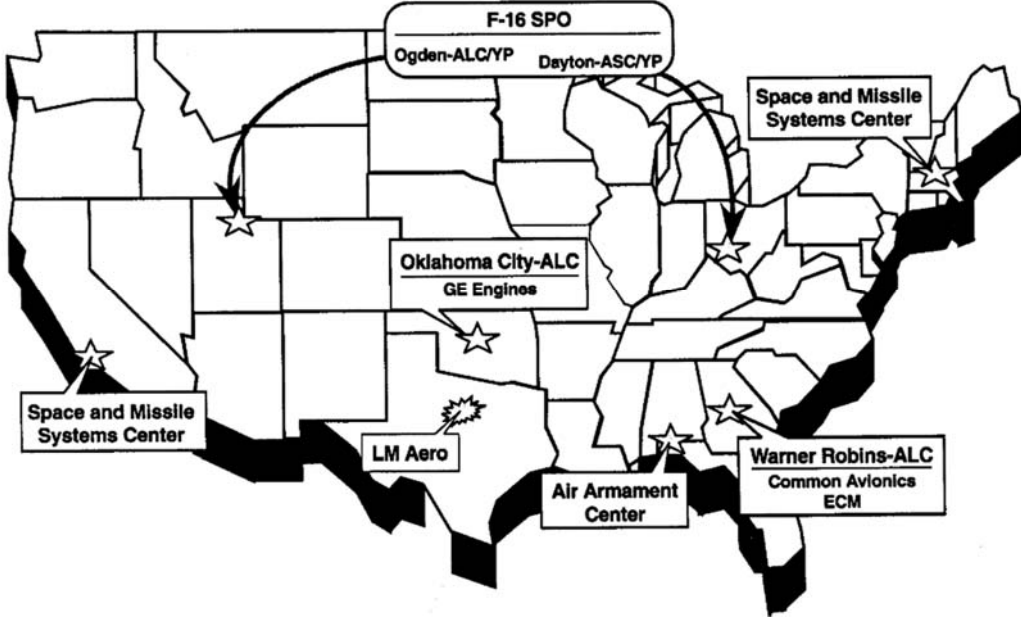 F-16 SPO
Ogden-ALC/YP
Dayton-ASC/YP
Space and Missile
Systems Center
Oklahoma City-ALC
GE Engines
Space and Missile
Systems Center
LM Aero
Air Armament
Center
Warner Robins-ALC
Common Avionics
ECM